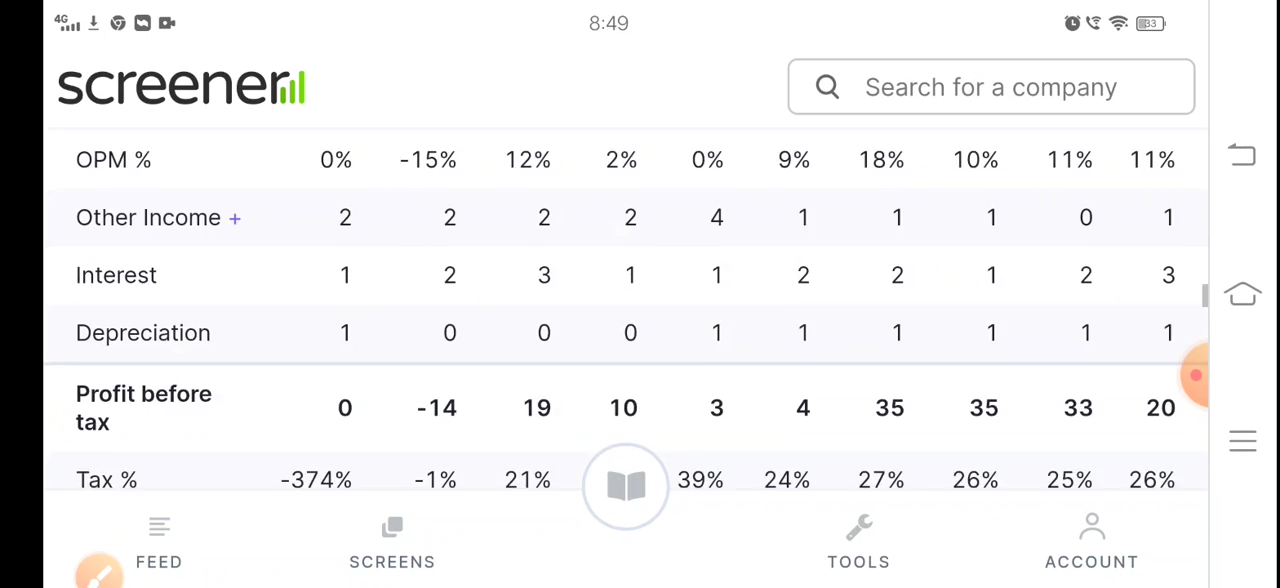 4G 8:49 33
screener Search for a company
OPM % 0% -15% 12% 2% 0% 9% 18% 10% 11% 11%
Other Income + 2 2 2 2 4 1 1 1 0 1
Interest 1 2 3 1 1 2 2 1 2 3
Depreciation 1 0 0 0 1 1 1 1 1 1
Profit before
tax 0 -14 19 10 3 4 35 35 33 20
Tax % -374% -1% 21% 39% 24% 27% 26% 25% 26%
FEED SCREENS TOOLS ACCOUNT